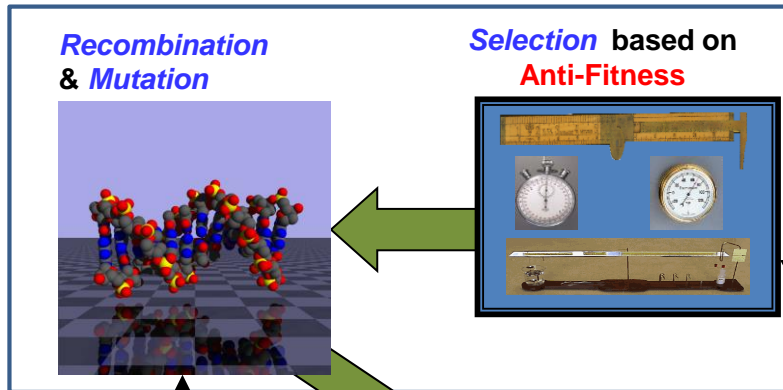 Recombination
& Mutation
Selection based on
Anti-Fitness